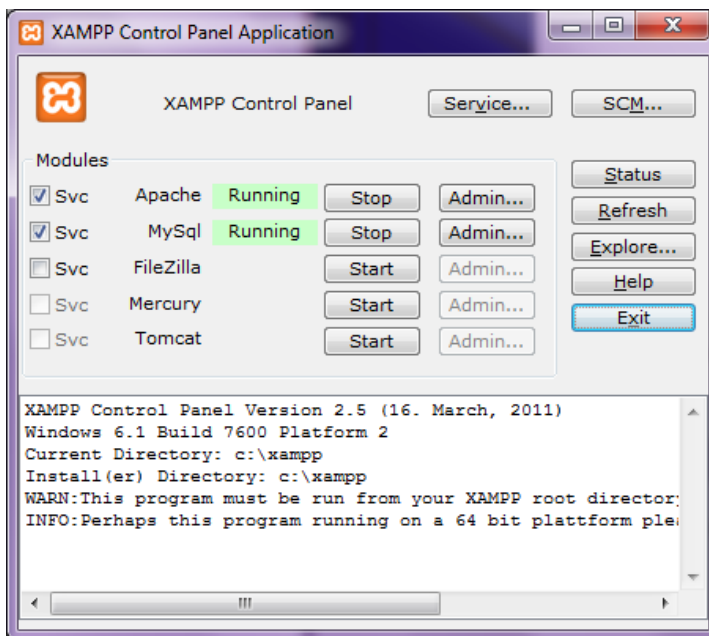 XAMPP Control Panel Application
XAMPP Control Panel Service... SCM...
Modules
Status
Svc Apache Running Stop Admin...
Refresh
Svc MySql Running Stop Admin...
Explore...
Svc FileZilla Start Admin...
Help
Svc Mercury Start Admin...
Exit
Svc Tomcat Start Admin...
XAMPP Control Panel Version 2.5 (16. March, 2011)
Windows 6.1 Build 7600 Platform 2
Current Directory: c:\xampp
Install(er) Directory: c:\xampp
WARN:This program must be run from your XAMPP root directory
INFO:Perhaps this program running on a 64 bit plattform plea